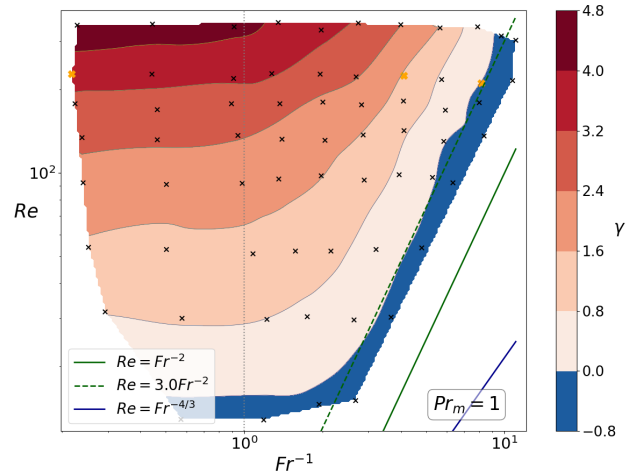 4.8
4.0
3.2
2.4
1.6
0.8
0.0
−0.8
γ
10²
Re
Re = Fr⁻²
Re = 3.0Fr⁻²
Re = Fr⁻⁴/³
Pr_m = 1
10⁰
10¹
Fr⁻¹